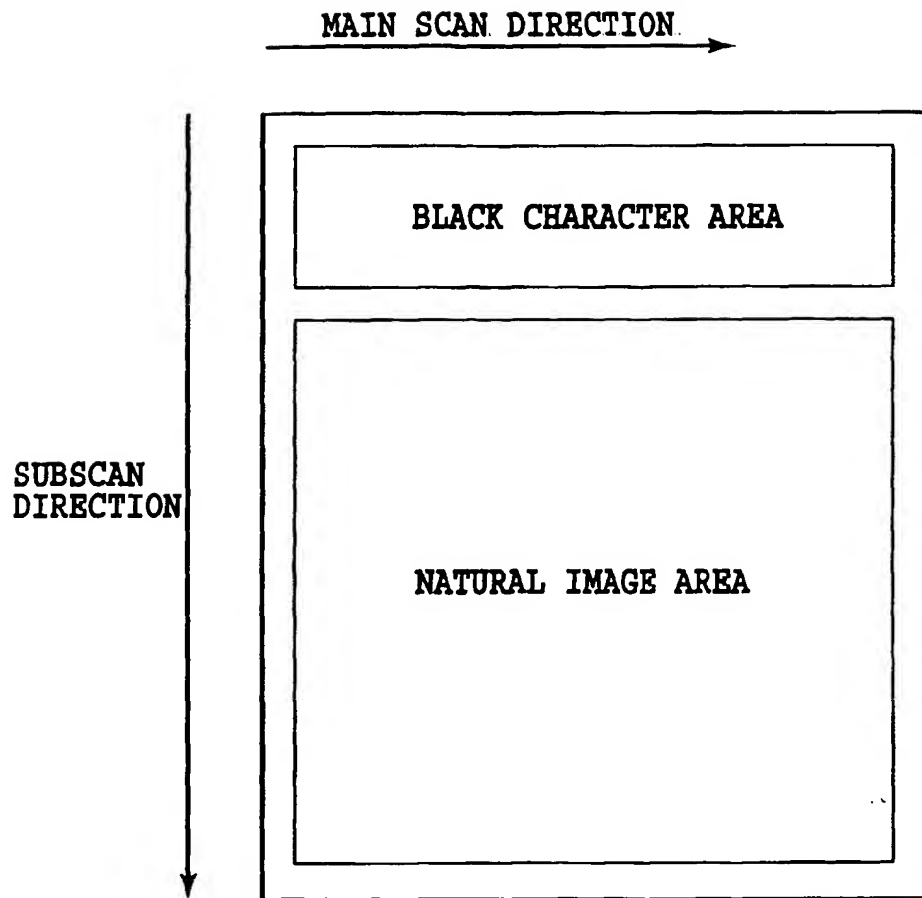 MAIN SCAN DIRECTION
BLACK CHARACTER AREA
SUBSCAN
DIRECTION
NATURAL IMAGE AREA